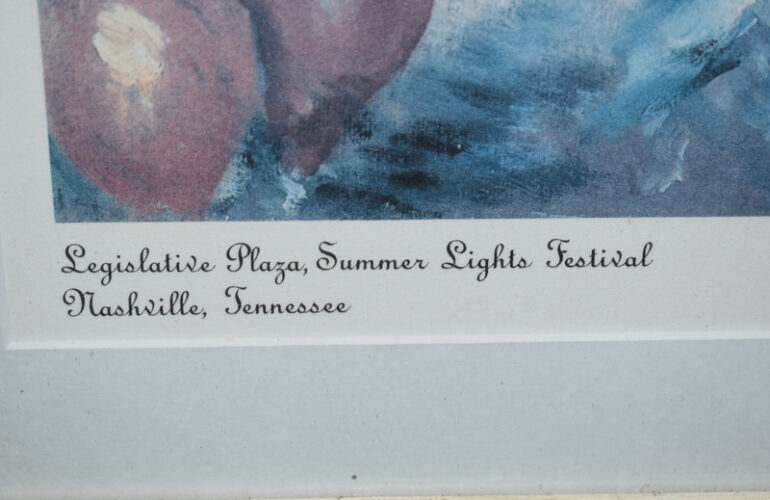 Legislative Plaza, Summer Lights Festival
Nashville, Tennessee